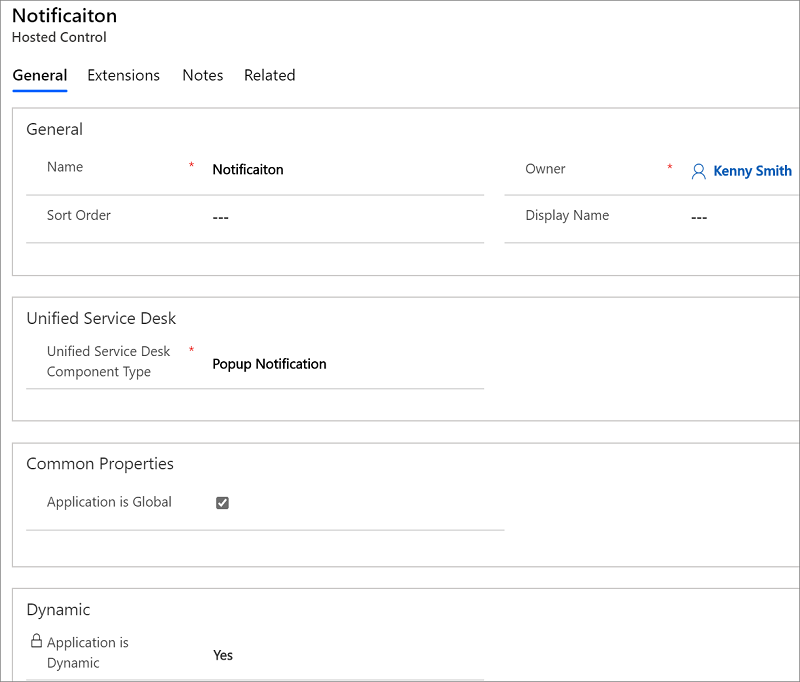 Notificaiton
Hosted Control
General Extensions Notes Related
General
Name * Notificaiton Owner * Kenny Smith
Sort Order --- Display Name ---
Unified Service Desk
Unified Service Desk *
Component Type Popup Notification
Common Properties
Application is Global
Dynamic
Application is
Dynamic Yes